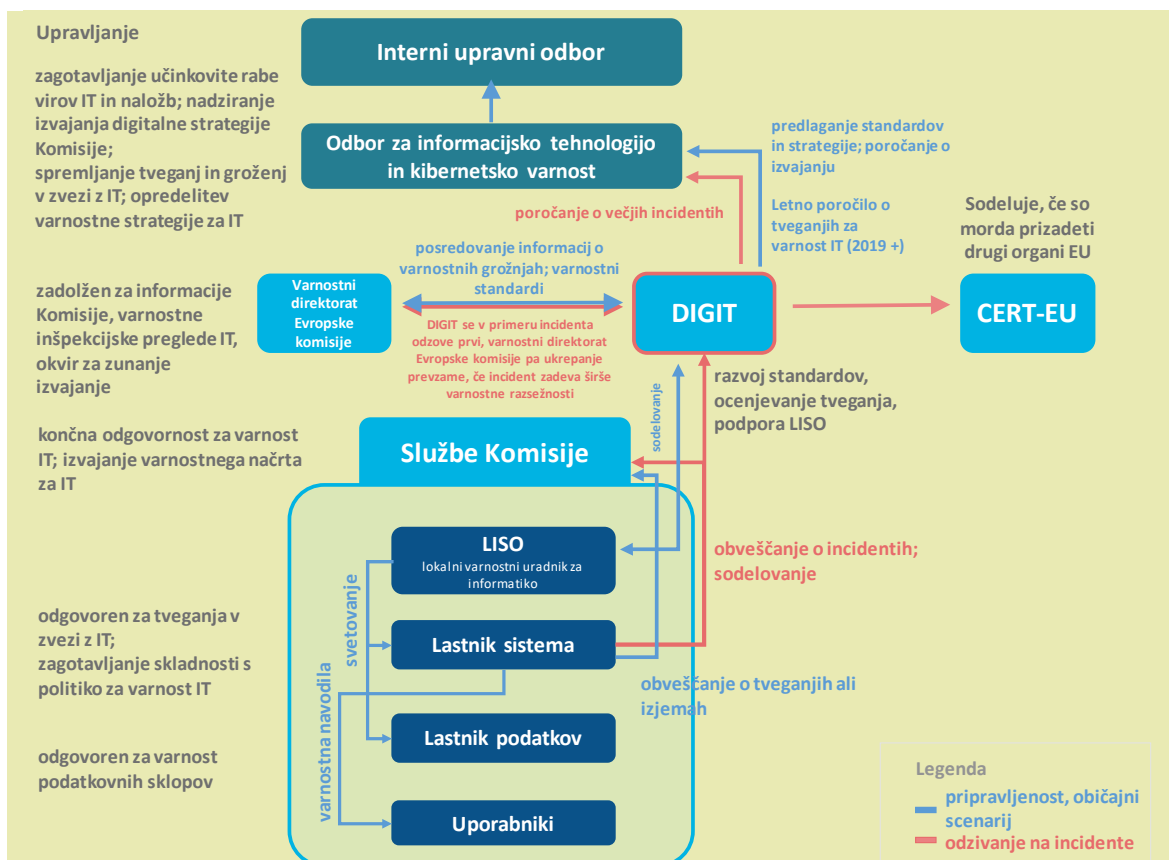 Upravljanje
Interni upravni odbor
zagotavljanje učinkovite rabe
virov IT in naložb; nadziranje
izvajanja digitalne strategije
Komisije;
spremljanje tveganj in groženj
v zvezi z IT; opredelitev
varnostne strategije za IT
Odbor za informacijsko tehnologijo
in kibernetsko varnost
predlaganje standardov
in strategije; poročanje o
izvajanju
Letno poročilo o
tveganjih za
varnost IT (2019 +)
poročanje o večjih incidentih
Sodeluje, če so
morda prizadeti
drugi organi EU
posredovanje informacij o
varnostnih grožnjah; varnostni
standardi
zadolžen za informacije
Komisije, varnostne
inšpekcijske preglede IT,
okvir za zunanje
izvajanje
Varnostni
direktorat
Evropske
komisije
DIGIT
CERT-EU
DIGIT se v primeru incidenta
odzove prvi, varnostni direktorat
Evropske komisije pa ukrepanje
prevzame, če incident zadeva širše
varnostne razsežnosti
sodelovanje
razvoj standardov,
ocenjevanje tveganja,
podpora LISO
končna odgovornost za varnost
IT; izvajanje varnostnega načrta
za IT
Službe Komisije
LISO
lokalni varnostni uradnik za
informatiko
obveščanje o incidentih;
sodelovanje
svetovanje
odgovoren za tveganja v
zvezi z IT;
zagotavljanje skladnosti s
politiko za varnost IT
Lastnik sistema
obveščanje o tveganjih ali
izjemah
varnostna navodila
Lastnik podatkov
odgovoren za varnost
podatkovnih sklopov
Uporabniki
Legenda
pripravljenost, običajni
scenarij
odzivanje na incidente